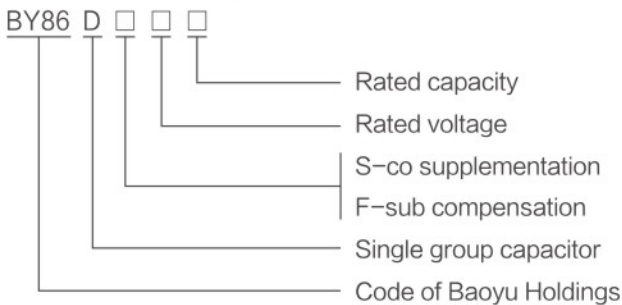 BY86 D □ □ □
Rated capacity
Rated voltage
S-co supplementation
F-sub compensation
Single group capacitor
Code of Baoyu Holdings